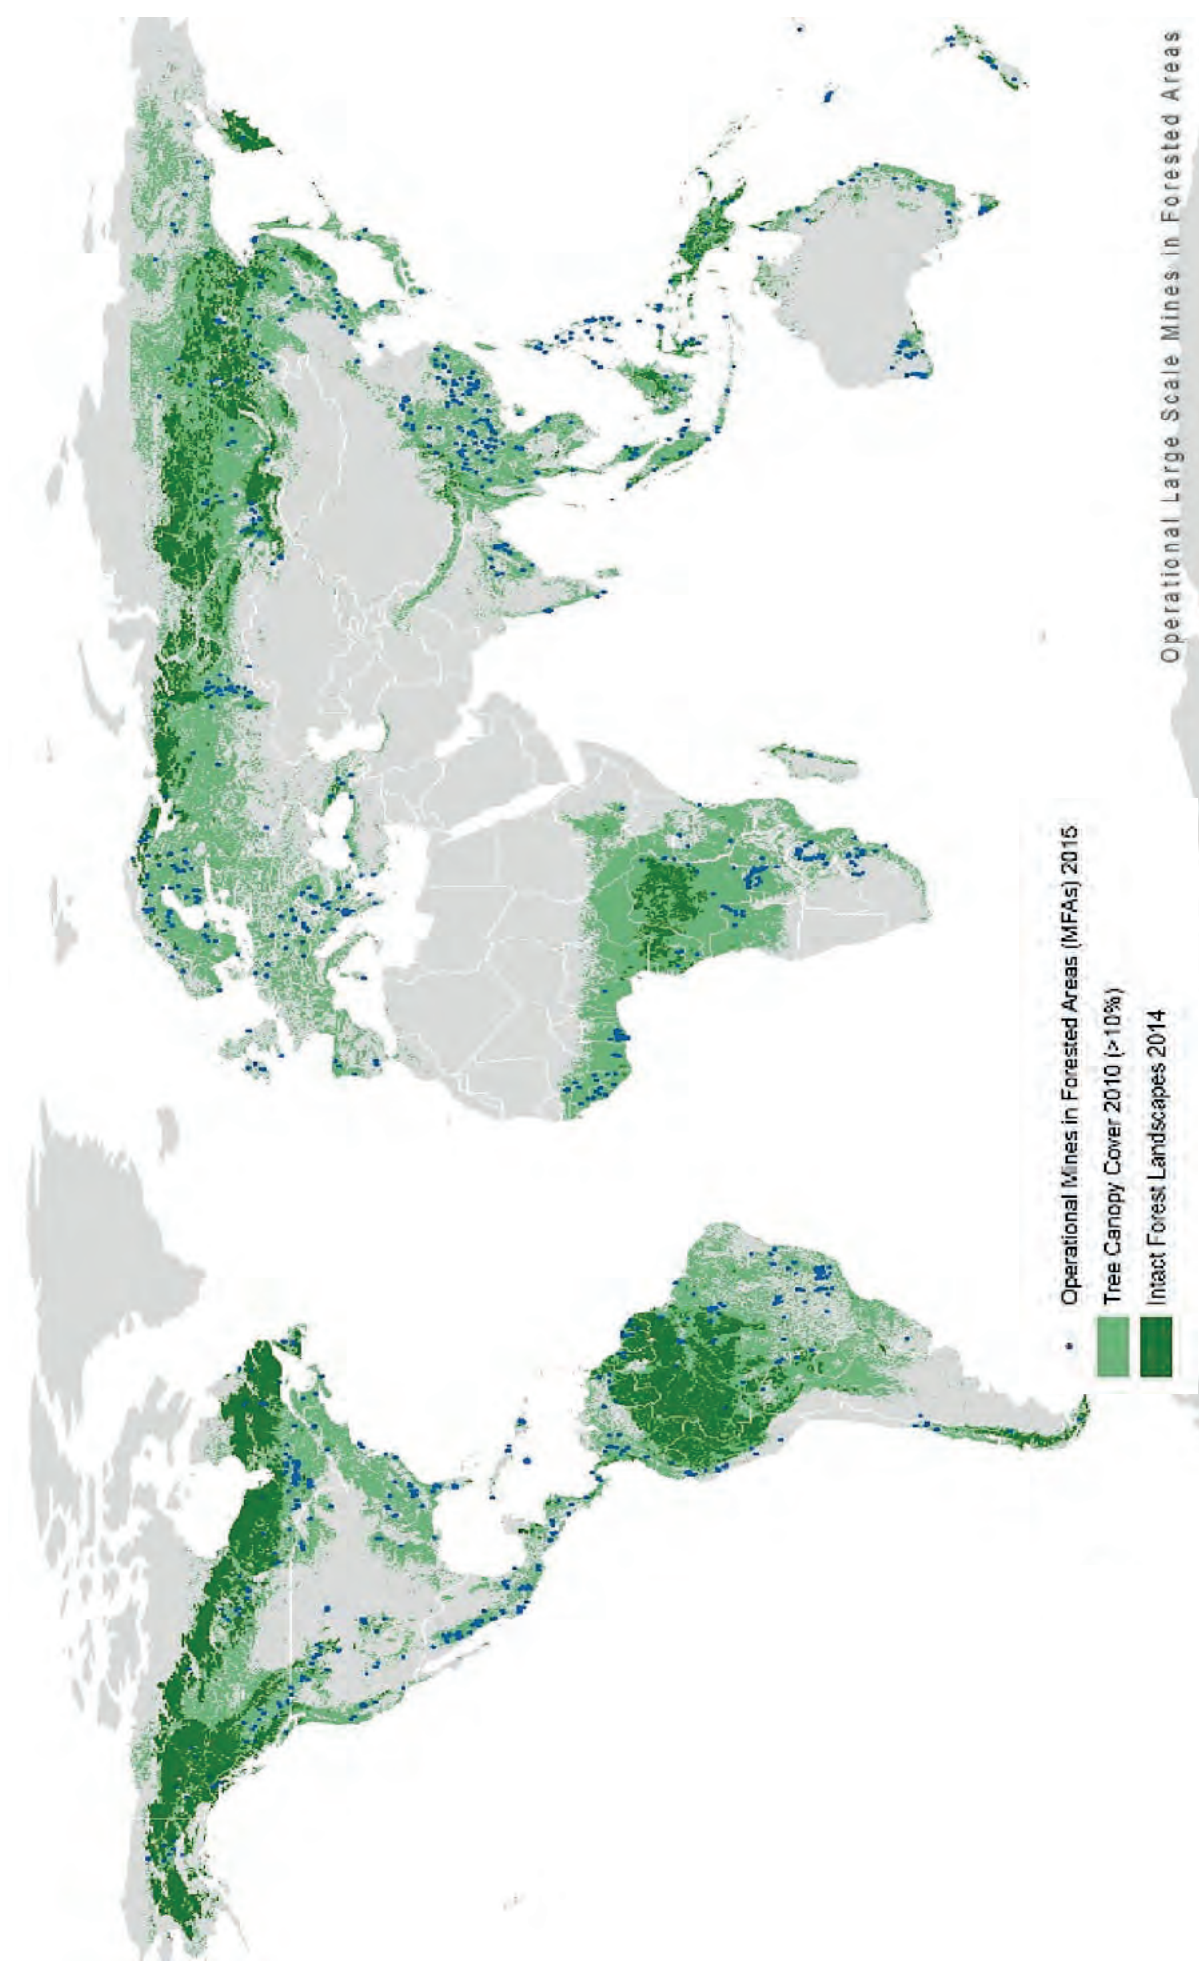 Operational Large Scale Mines in Forested Areas
Operational Mines in Forested Areas (MFAs) 2015
Tree Canopy Cover 2010 (>10%)
Intact Forest Landscapes 2014